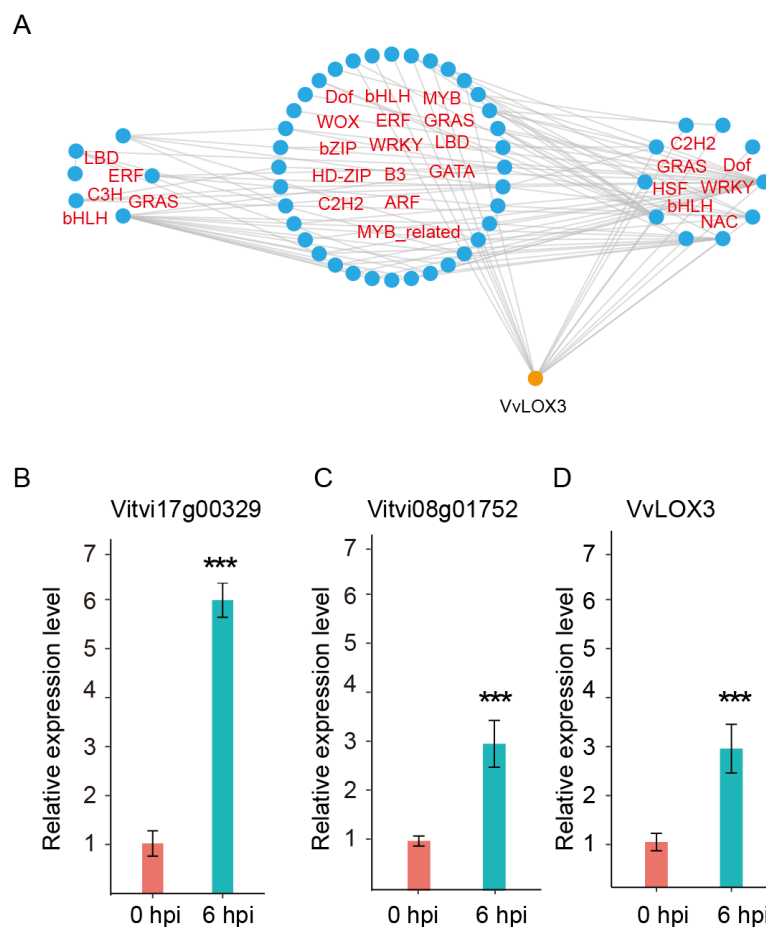 A
Dof bHLH MYB
WOX ERF GRAS
bZIP WRKY LBD
HD-ZIP B3 GATA
C2H2 ARF
MYB_related
LBD
ERF
C3H
GRAS
bHLH
C2H2
GRAS Dof
HSF WRKY
bHLH
NAC
VvLOX3
B
Vitvi17g00329
Relative expression level
7
6
5
4
3
2
1
***
0 hpi 6 hpi
C
Vitvi08g01752
Relative expression level
7
6
5
4
3
2
1
***
0 hpi 6 hpi
D
VvLOX3
Relative expression level
7
6
5
4
3
2
1
***
0 hpi 6 hpi